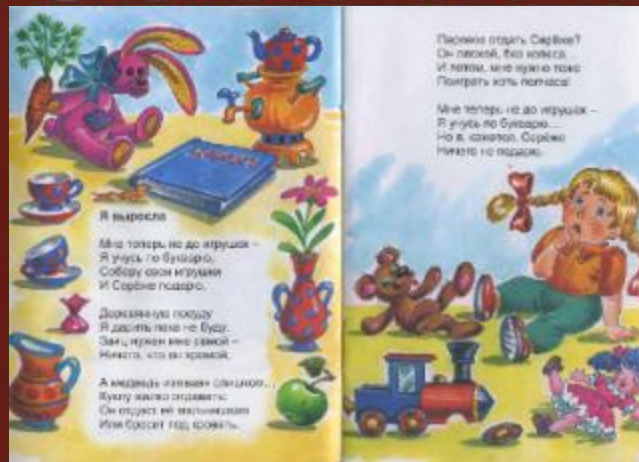 Я выросла
Мне теперь не до игрушек –
Я учусь по букварю,
Соберу свои игрушки
И Серёже подарю.
Деревянную посуду
Я дарить пока не буду.
Заяц нужен мне самой –
Ничего, что он хромой,
А медведь измазан слишком...
Куклу жалко отдавать:
Он отдаст её мальчишкам
Или бросит под кровать.
Паровоз отдать Серёже?
Он плохой, без колеса...
И потом, мне нужно тоже
Поиграть хоть полчаса!
Мне теперь не до игрушек –
Я учусь по букварю...
Но я, кажется, Серёже
Ничего не подарю.